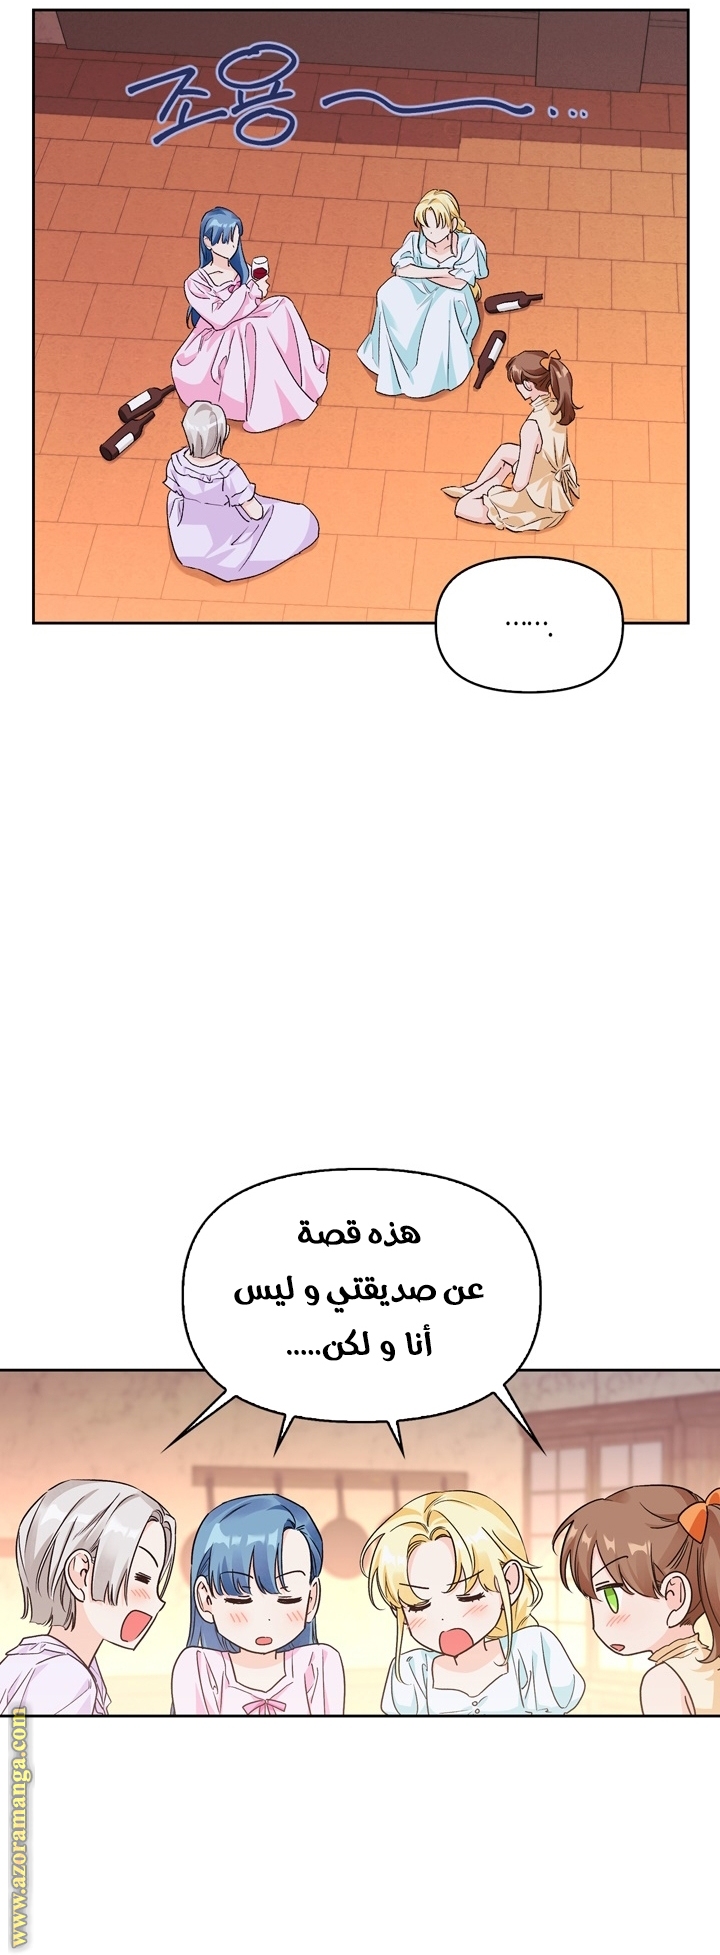 조용~...
.......
هذه قصة
عن صديقتي و ليس
أنا و لكن.....
www.azoramanga.com